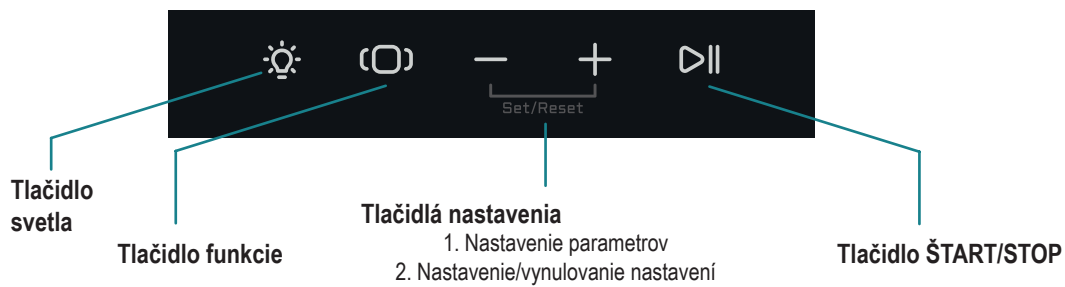 Set/Reset
Tlačidlo
svetla
Tlačidlo funkcie
Tlačidlá nastavenia
1. Nastavenie parametrov
2. Nastavenie/vynulovanie nastavení
Tlačidlo ŠTART/STOP